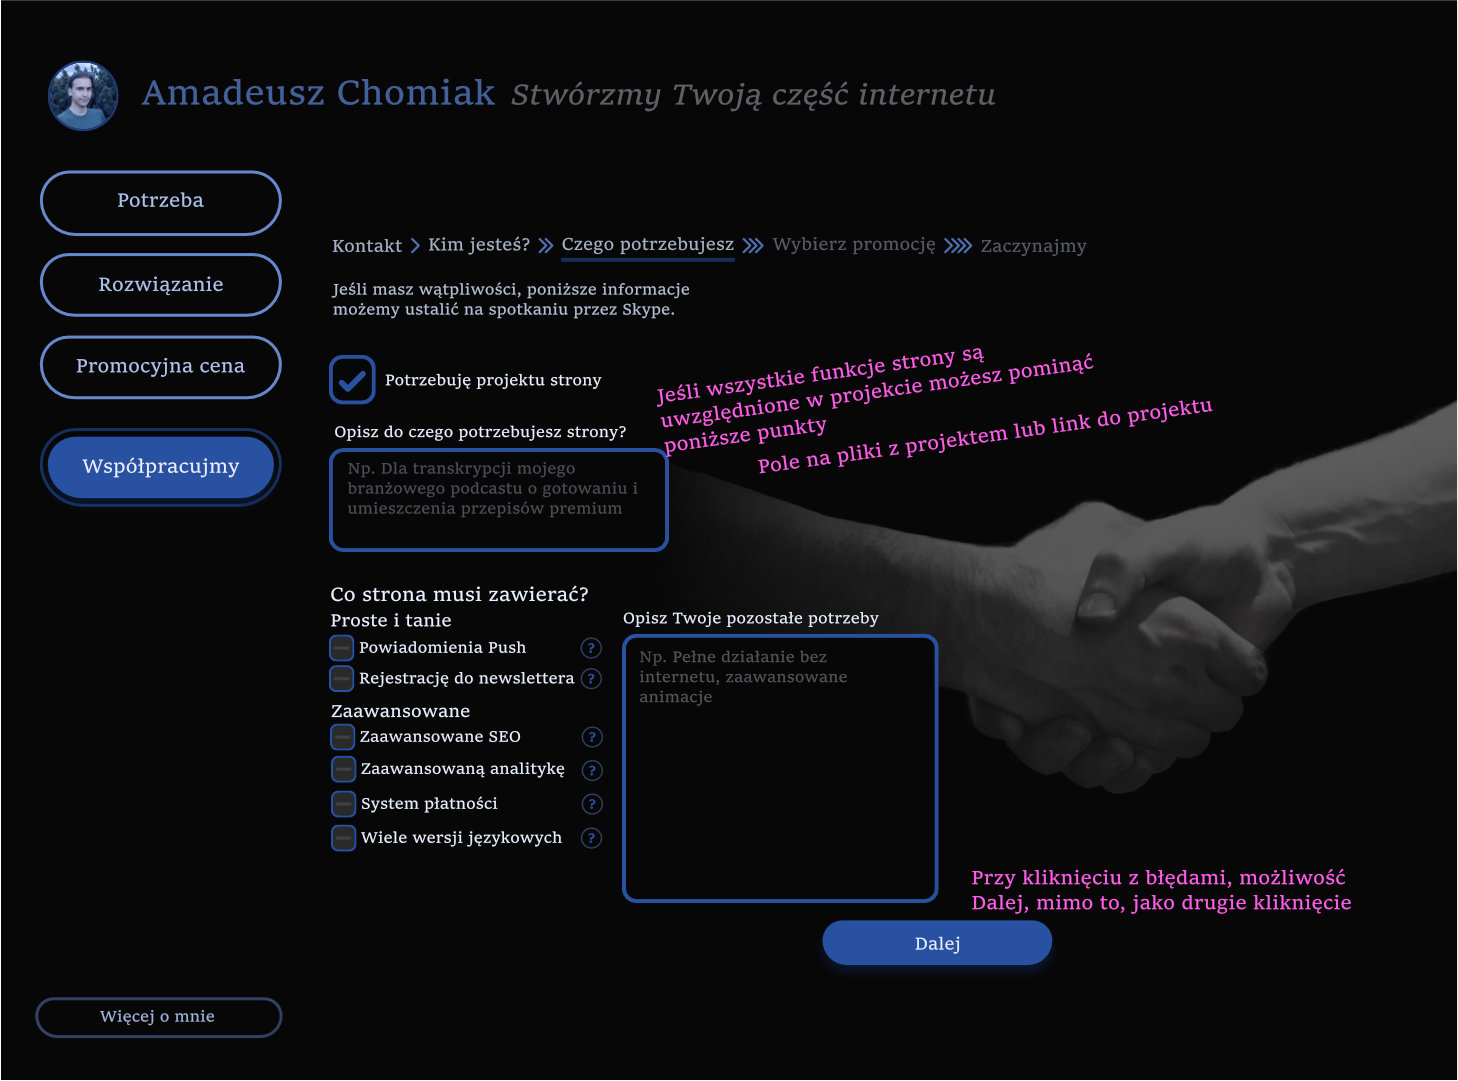 Amadeusz Chomiak Stwórzmy Twoją część internetu
Potrzeba
Rozwiązanie
Promocyjna cena
Współpracujmy
Więcej o mnie
Kontakt
Kim jesteś?
Czego potrzebujesz
Wybierz promocję
Zaczynajmy
Jeśli masz wątpliwości, poniższe informacje
możemy ustalić na spotkaniu przez Skype.
Potrzebuję projektu strony
Jeśli wszystkie funkcje strony są
uwzględnione w projekcie możesz pominąć
poniższe punkty
Pole na pliki z projektem lub link do projektu
Opisz do czego potrzebujesz strony?
Np. Dla transkrypcji mojego
branżowego podcastu o gotowaniu i
umieszczenia przepisów premium
Co strona musi zawierać?
Proste i tanie
Powiadomienia Push ?
Rejestrację do newslettera ?
Zaawansowane
Zaawansowane SEO ?
Zaawansowaną analitykę ?
System płatności ?
Wiele wersji językowych ?
Opisz Twoje pozostałe potrzeby
Np. Pełne działanie bez
internetu, zaawansowane
animacje
Przy kliknięciu z błędami, możliwość
Dalej, mimo to, jako drugie kliknięcie
Dalej